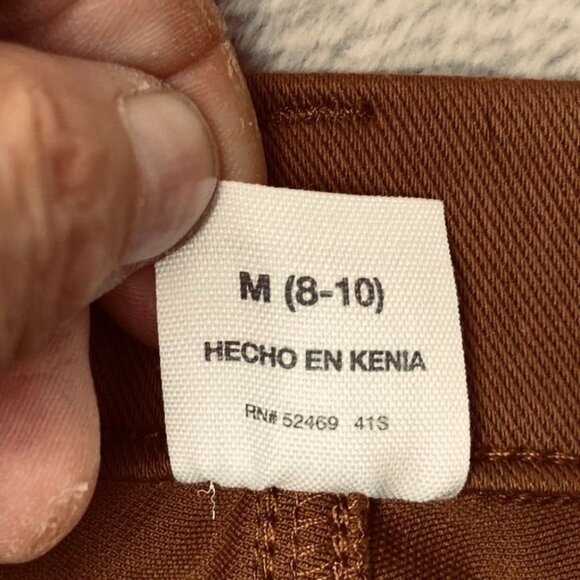 M (8-10)
HECHO EN KENIA
RN# 52469 41S